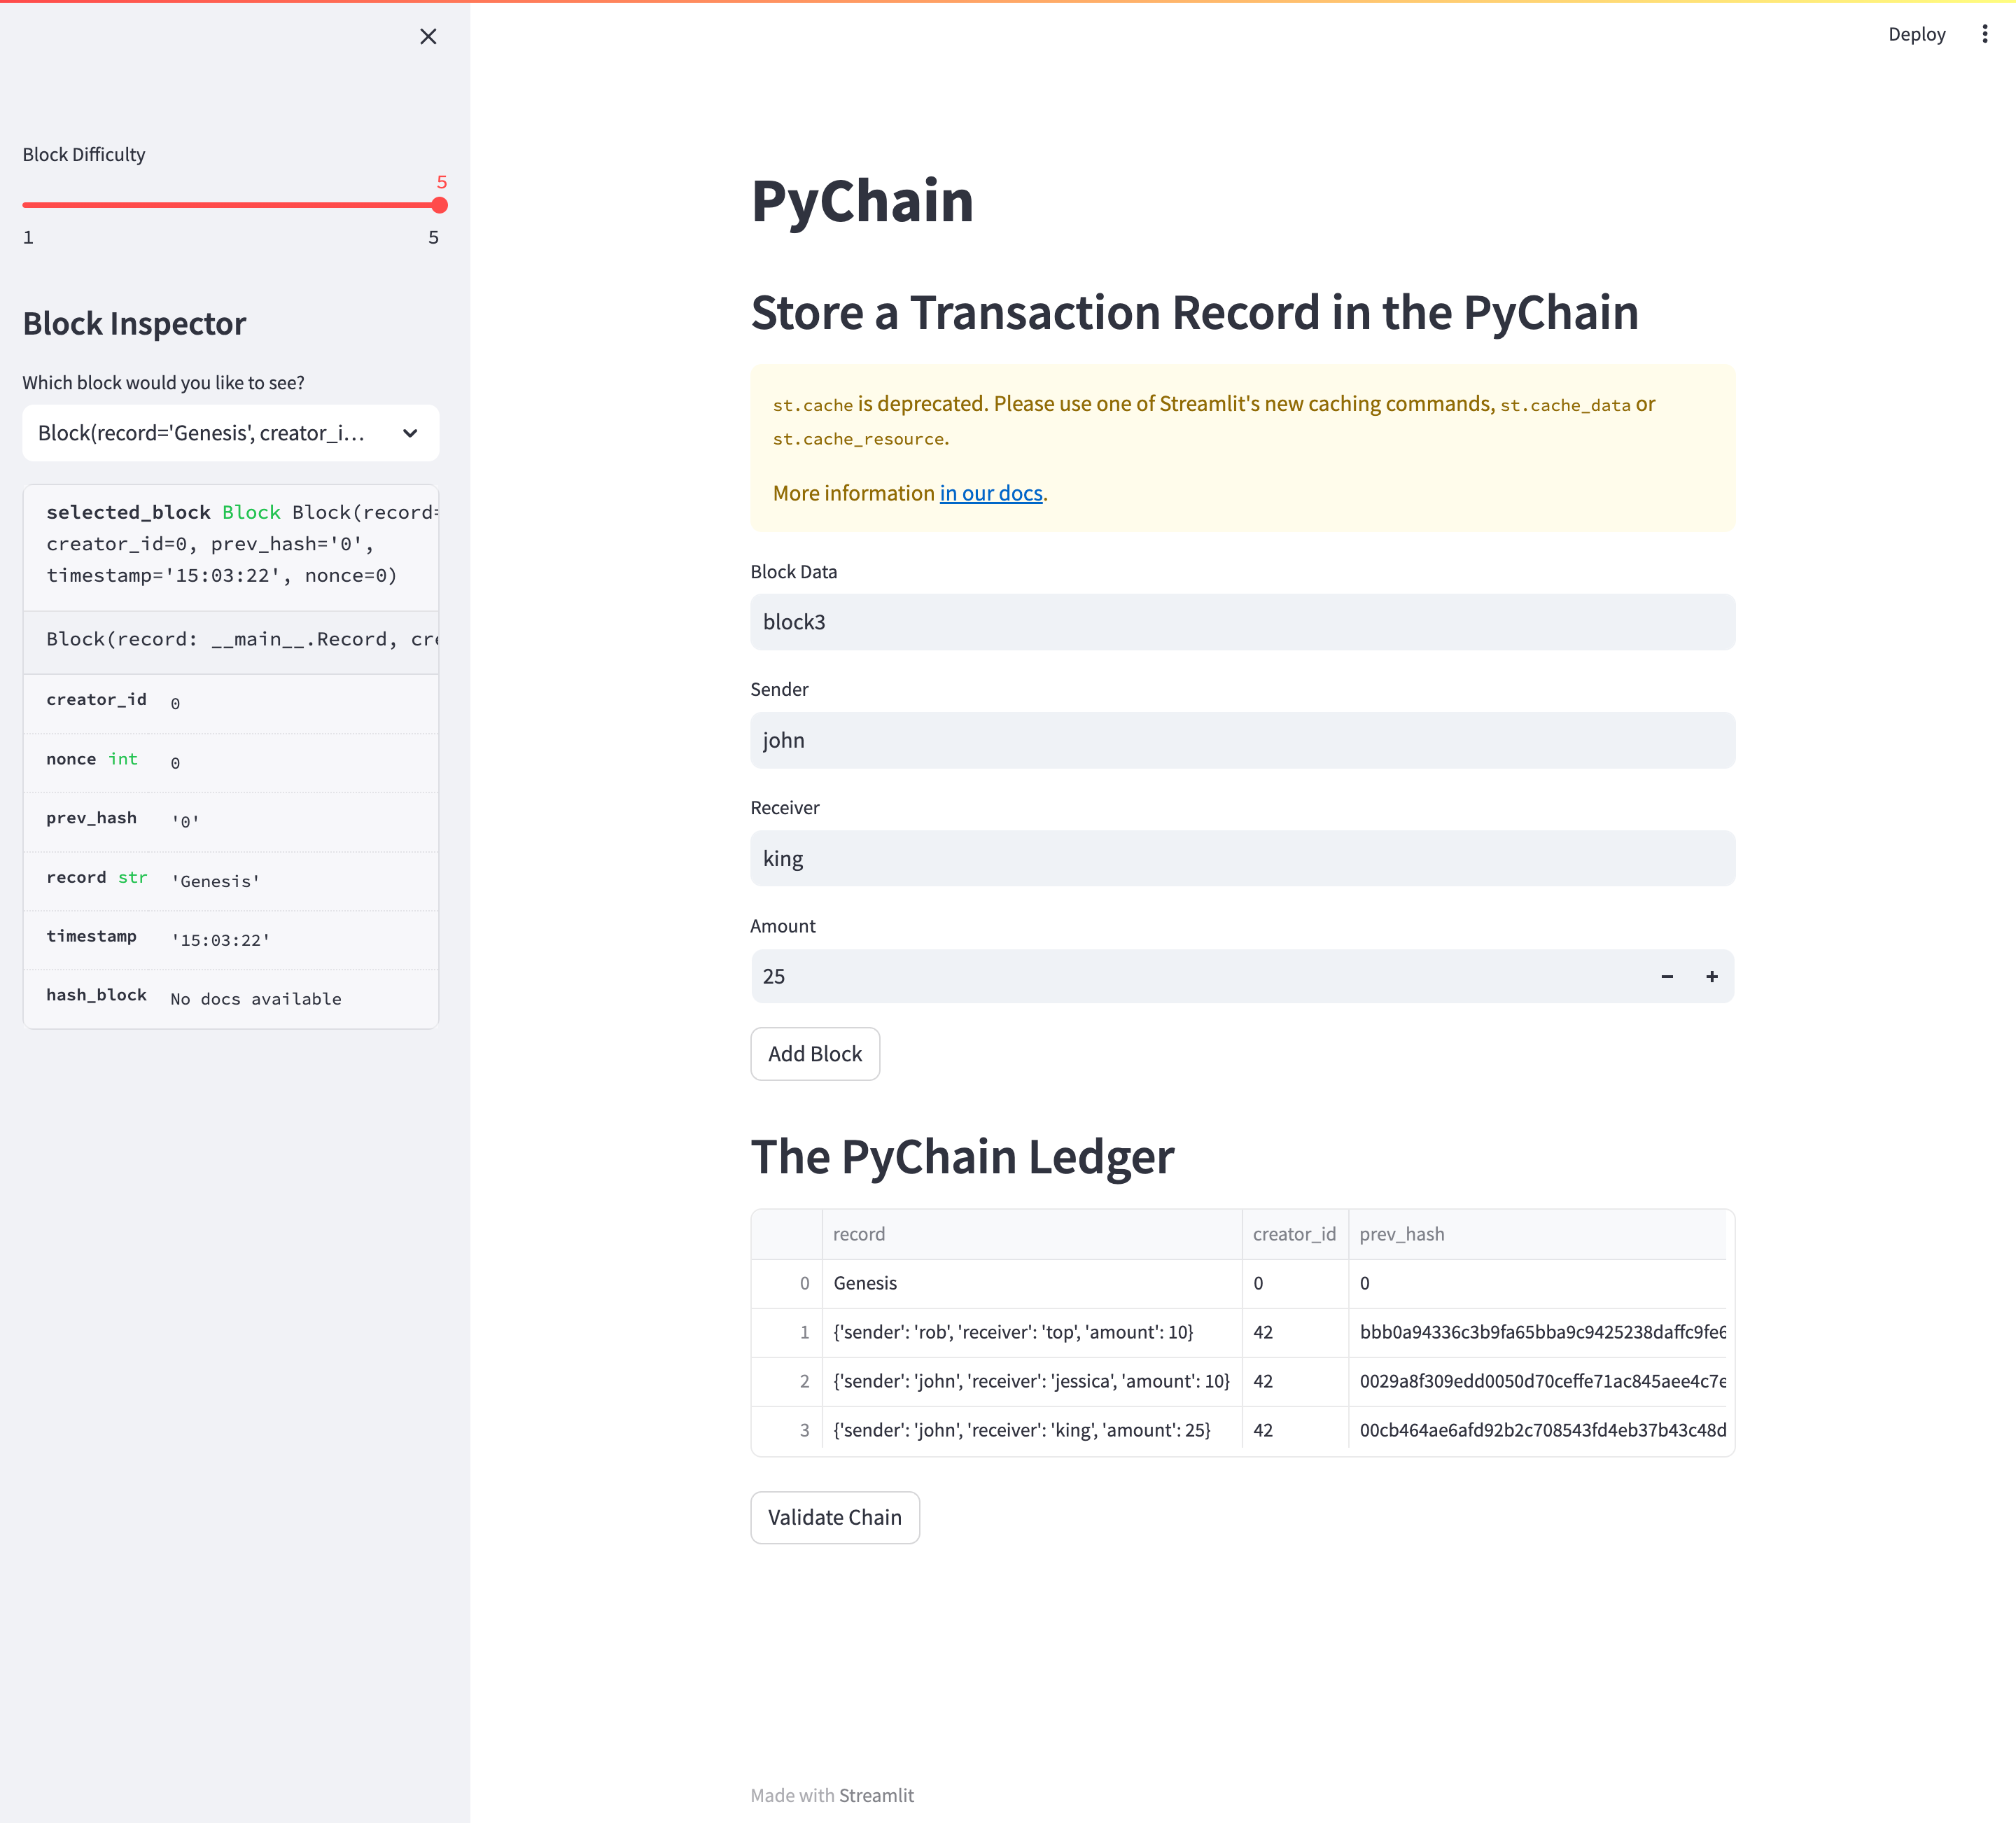 Deploy
Block Difficulty
5
1 5
Block Inspector
Which block would you like to see?
Block(record='Genesis', creator_i...
selected_block Block Block(record=
creator_id=0, prev_hash='0',
timestamp='15:03:22', nonce=0)
Block(record: __main__.Record, cre
creator_id 0
nonce int 0
prev_hash '0'
record str 'Genesis'
timestamp '15:03:22'
hash_block No docs available
PyChain
Store a Transaction Record in the PyChain
st.cache is deprecated. Please use one of Streamlit's new caching commands, st.cache_data or
st.cache_resource.
More information in our docs.
Block Data
block3
Sender
john
Receiver
king
Amount
25
Add Block
The PyChain Ledger
record creator_id prev_hash
0 Genesis 0 0
1 {'sender': 'rob', 'receiver': 'top', 'amount': 10} 42 bbb0a94336c3b9fa65bba9c9425238daffc9fe6
2 {'sender': 'john', 'receiver': 'jessica', 'amount': 10} 42 0029a8f309edd0050d70ceffe71ac845aee4c7e
3 {'sender': 'john', 'receiver': 'king', 'amount': 25} 42 00cb464ae6afd92b2c708543fd4eb37b43c48d
Validate Chain
Made with Streamlit